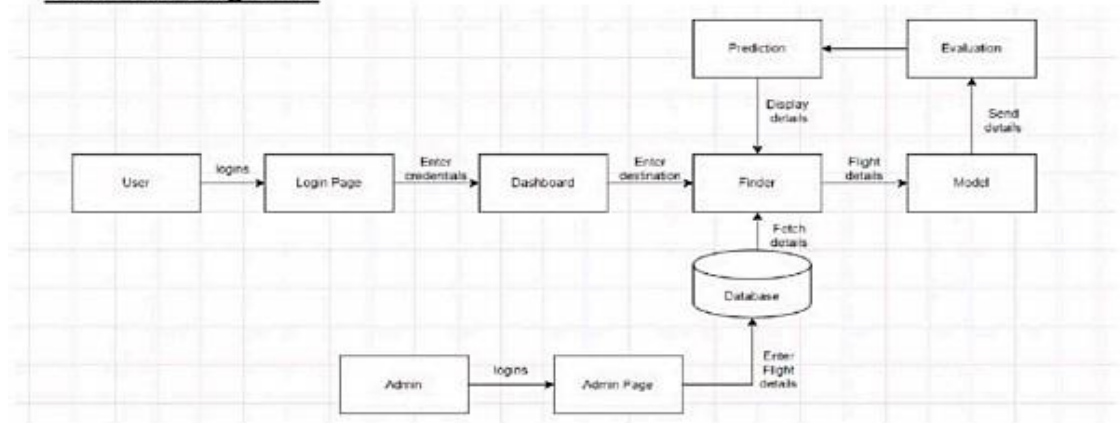 Prediction
Evaluation
Display
details
Send
details
User
logins
Login Page
Enter
credentials
Dashboard
Enter
destination
Finder
Flight
details
Model
Fetch
details
Database
Admin
logins
Admin Page
Enter
Flight
details